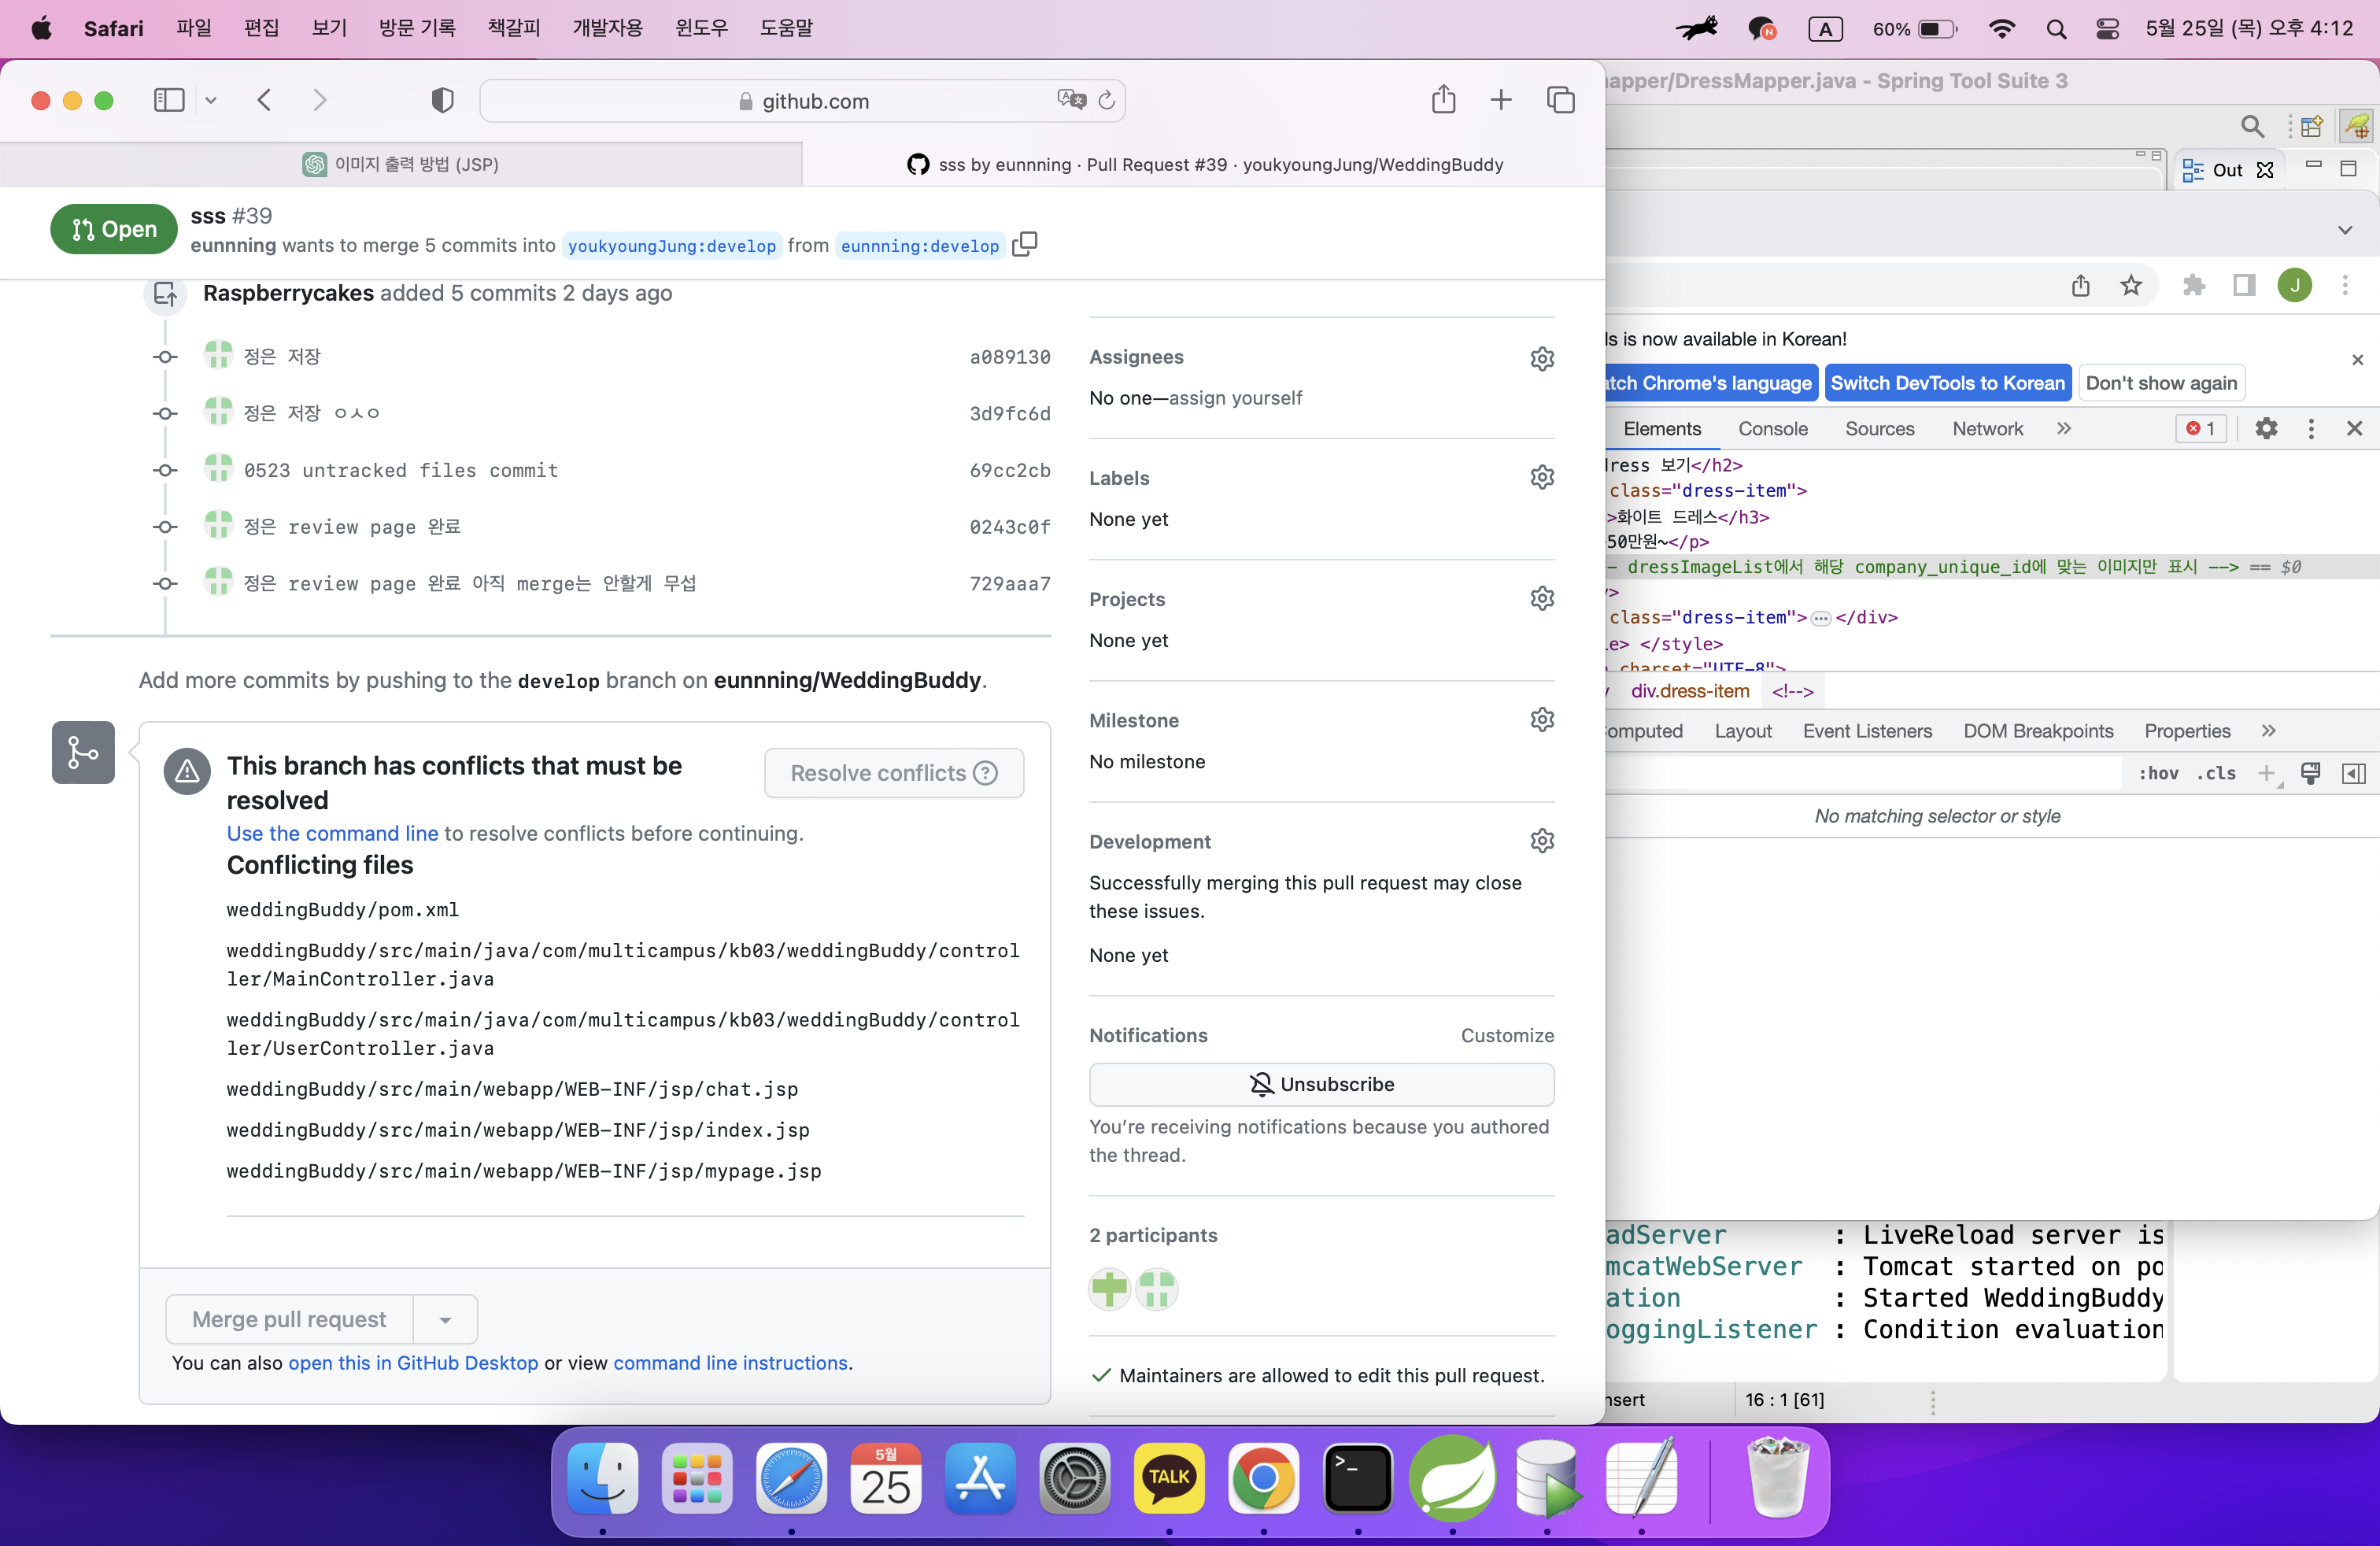 Safari 파일 편집 보기 방문 기록 책갈피 개발자용 윈도우 도움말
N A 60% 5월 25일 (목) 오후 4:12
github.com
이미지 출력 방법 (JSP)
sss by eunnning · Pull Request #39 · youkyoungJung/WeddingBuddy
Open
sss #39
eunnning wants to merge 5 commits into youkyoungJung:develop from eunnning:develop
Raspberrycakes added 5 commits 2 days ago
정은 저장 a089130
정은 저장 ㅇㅅㅇ 3d9fc6d
0523 untracked files commit 69cc2cb
정은 review page 완료 0243c0f
정은 review page 완료 아직 merge는 안할게 무섭 729aaa7
Add more commits by pushing to the develop branch on eunnning/WeddingBuddy.
This branch has conflicts that must be
resolved
Resolve conflicts
Use the command line to resolve conflicts before continuing.
Conflicting files
weddingBuddy/pom.xml
weddingBuddy/src/main/java/com/multicampus/kb03/weddingBuddy/control
ler/MainController.java
weddingBuddy/src/main/java/com/multicampus/kb03/weddingBuddy/control
ler/UserController.java
weddingBuddy/src/main/webapp/WEB-INF/jsp/chat.jsp
weddingBuddy/src/main/webapp/WEB-INF/jsp/index.jsp
weddingBuddy/src/main/webapp/WEB-INF/jsp/mypage.jsp
Merge pull request
You can also open this in GitHub Desktop or view command line instructions.
Assignees
No one—assign yourself
Labels
None yet
Projects
None yet
Milestone
No milestone
Development
Successfully merging this pull request may close
these issues.
None yet
Notifications Customize
Unsubscribe
You're receiving notifications because you authored
the thread.
2 participants
Maintainers are allowed to edit this pull request.
apper/DressMapper.java - Spring Tool Suite 3
Out
J
ls is now available in Korean!
atch Chrome's language Switch DevTools to Korean Don't show again
Elements Console Sources Network » 1
ress 보기</h2>
class="dress-item">
>화이트 드레스</h3>
50만원~</p>
- dressImageList에서 해당 company_unique_id에 맞는 이미지만 표시 --> == $0
>
class="dress-item">…</div>
e> </style>
charset="UTF-8">
div.dress-item <!-->
omputed Layout Event Listeners DOM Breakpoints Properties »
:hov .cls
No matching selector or style
adServer : LiveReload server is
mcatWebServer : Tomcat started on po
ation : Started WeddingBuddy
oggingListener : Condition evaluation
nsert 16 : 1 [61]
5월
25
TALK
>_